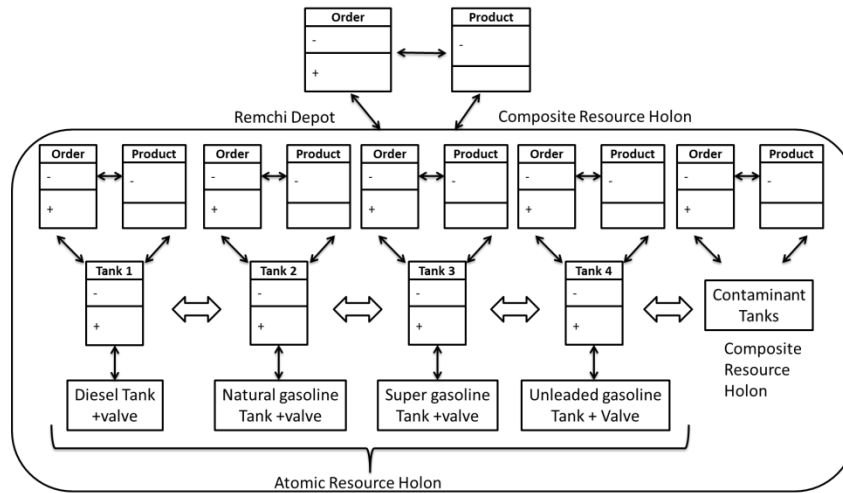 Order Product
-
-
+
Remchi Depot Composite Resource Holon
Order Product Order Product Order Product Order Product Order Product
- - - - -
- - - - -
+ + + + +
Tank 1 Tank 2 Tank 3 Tank 4
- - - -
+ + + +
Contaminant
Tanks
Composite
Resource
Holon
Diesel Tank
+valve
Natural gasoline
Tank +valve
Super gasoline
Tank +valve
Unleaded gasoline
Tank + Valve
Atomic Resource Holon